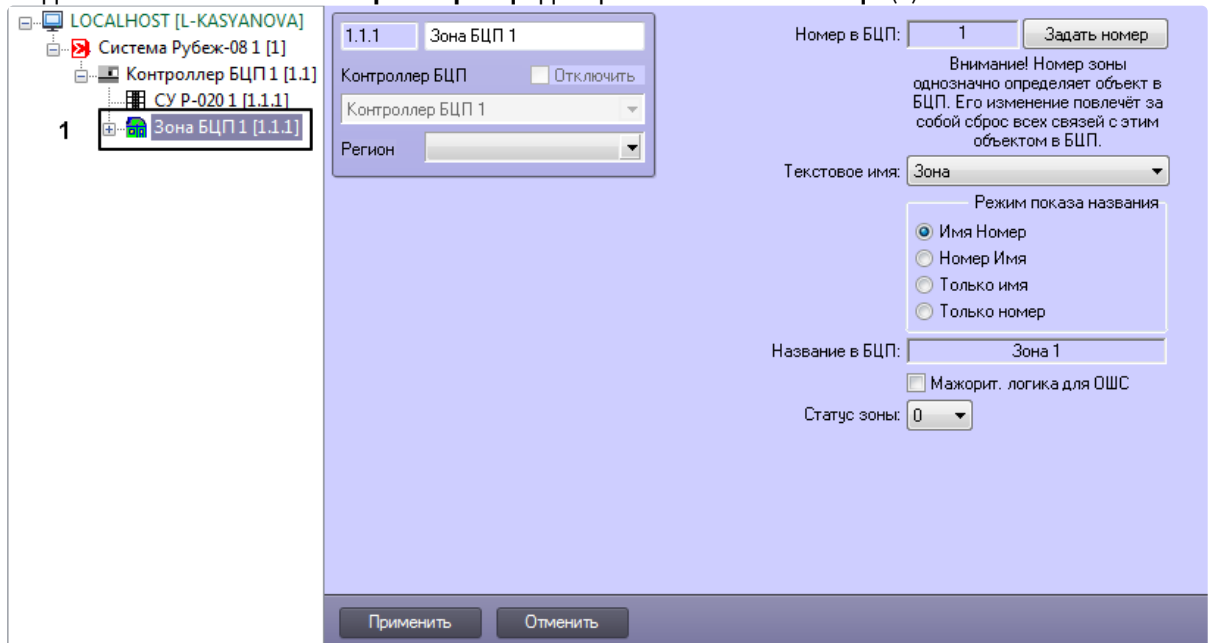 LOCALHOST [L-KASYANOVA]
Система Рубеж-08 1 [1]
Контроллер БЦП 1 [1.1]
СУ Р-020 1 [1.1.1]
1
Зона БЦП 1 [1.1.1]
1.1.1 Зона БЦП 1
Контроллер БЦП Отключить
Контроллер БЦП 1
Регион
Номер в БЦП: 1 Задать номер
Внимание! Номер зоны
однозначно определяет объект в
БЦП. Его изменение повлечёт за
собой сброс всех связей с этим
объектом в БЦП.
Текстовое имя: Зона
Режим показа названия
Имя Номер
Номер Имя
Только имя
Только номер
Название в БЦП: Зона 1
Мажорит. логика для ОШС
Статус зоны: 0
Применить Отменить